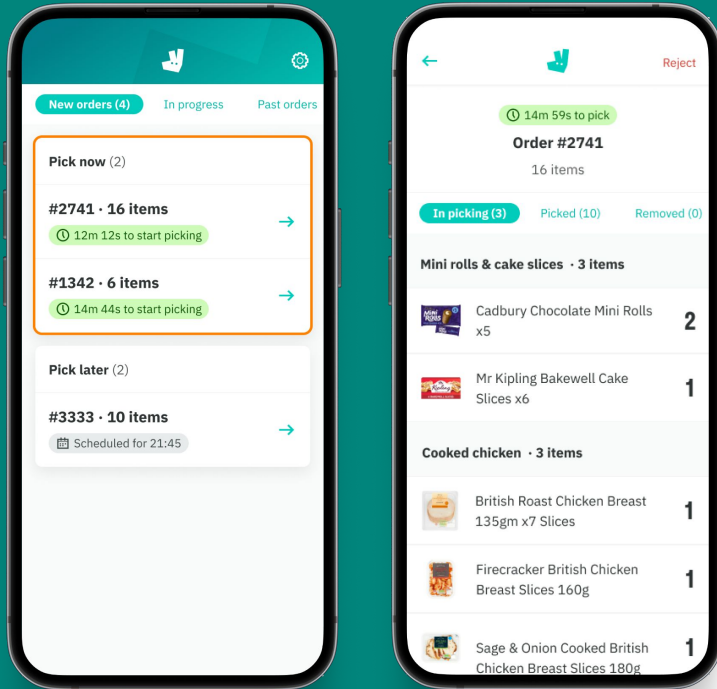 New orders (4) In progress Past orders
Pick now (2)
#2741 · 16 items
12m 12s to start picking
#1342 · 6 items
14m 44s to start picking
Pick later (2)
#3333 · 10 items
Scheduled for 21:45
Reject
14m 59s to pick
Order #2741
16 items
In picking (3) Picked (10) Removed (0)
Mini rolls & cake slices · 3 items
Cadbury Chocolate Mini Rolls
x5
2
Mr Kipling Bakewell Cake
Slices x6
1
Cooked chicken · 3 items
British Roast Chicken Breast
135gm x7 Slices
1
Firecracker British Chicken
Breast Slices 160g
1
Sage & Onion Cooked British
Chicken Breast Slices 180g
1